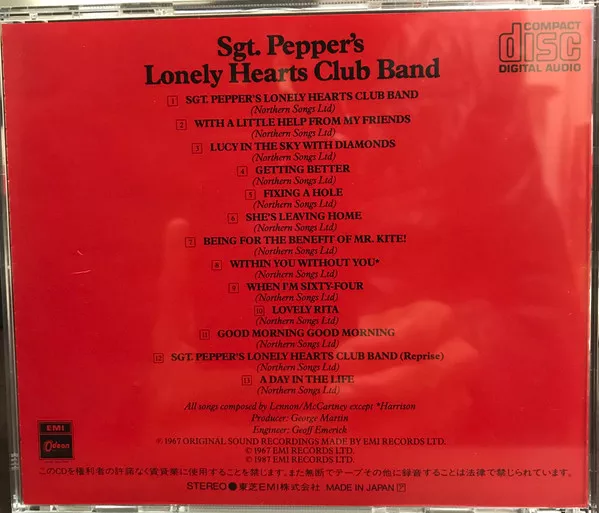 Sgt. Pepper's
Lonely Hearts Club Band
COMPACT
disc
DIGITAL AUDIO
1 SGT. PEPPER'S LONELY HEARTS CLUB BAND
(Northern Songs Ltd)
2 WITH A LITTLE HELP FROM MY FRIENDS
(Northern Songs Ltd)
3 LUCY IN THE SKY WITH DIAMONDS
(Northern Songs Ltd)
4 GETTING BETTER
(Northern Songs Ltd)
5 FIXING A HOLE
(Northern Songs Ltd)
6 SHE'S LEAVING HOME
(Northern Songs Ltd)
7 BEING FOR THE BENEFIT OF MR. KITE!
(Northern Songs Ltd)
8 WITHIN YOU WITHOUT YOU*
(Northern Songs Ltd)
9 WHEN I'M SIXTY-FOUR
(Northern Songs Ltd)
10 LOVELY RITA
(Northern Songs Ltd)
11 GOOD MORNING GOOD MORNING
(Northern Songs Ltd)
12 SGT. PEPPER'S LONELY HEARTS CLUB BAND (Reprise)
(Northern Songs Ltd)
13 A DAY IN THE LIFE
(Northern Songs Ltd)
All songs composed by Lennon/McCartney except *Harrison
Producer: George Martin
Engineer: Geoff Emerick
℗1967 ORIGINAL SOUND RECORDINGS MADE BY EMI RECORDS LTD.
©1967 EMI RECORDS LTD.
©1987 EMI RECORDS LTD.
EMI
Odeon
このCDを権利者の許諾なく賃貸業に使用することを禁じます。また無断でテープその他に録音することは法律で禁じられています。
STEREO ● 東芝EMI株式会社 MADE IN JAPAN ア